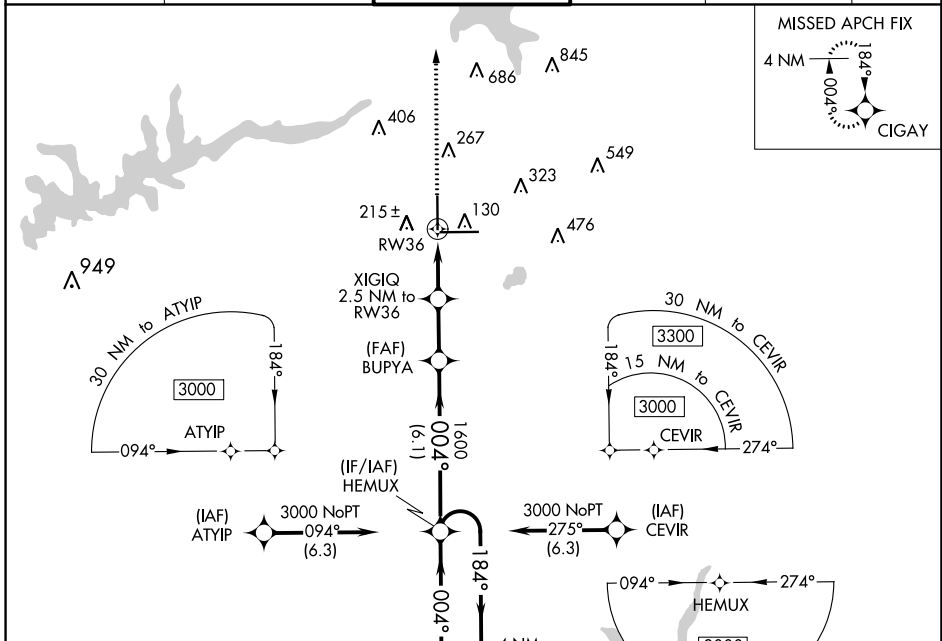 MISSED APCH FIX
4 NM
184°
004°
CIGAY
845
686
406
267
549
323
215 ±
130
476
RW36
949
XIGIQ
2.5 NM to
RW36
(FAF)
BUPYA
30 NM to ATYIP
184°
3000
ATYIP
094°
30 NM to CEVIR
3300
184°
15 NM to CEVIR
3000
CEVIR
274°
1600
004°
(6.1)
(IF/IAF)
HEMUX
(IAF)
ATYIP
3000 NoPT
094°
(6.3)
3000 NoPT
275°
(6.3)
(IAF)
CEVIR
184°
004°
094°
274°
HEMUX